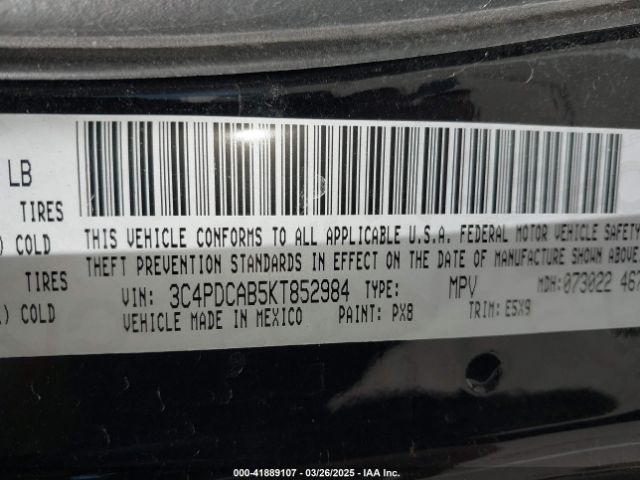 LB
TIRES
COLD
THIS VEHICLE CONFORMS TO ALL APPLICABLE U.S.A. FEDERAL MOTOR VEHICLE SAFETY
THEFT PREVENTION STANDARDS IN EFFECT ON THE DATE OF MANUFACTURE SHOWN ABOVE.
TIRES
VIN: 3C4PDCAB5KT852984 TYPE: MPV MDH:073022 467
) COLD
VEHICLE MADE IN MEXICO PAINT: PX8 TRIM: E5X9
000-41889107 • 03/26/2025 • IAA Inc.